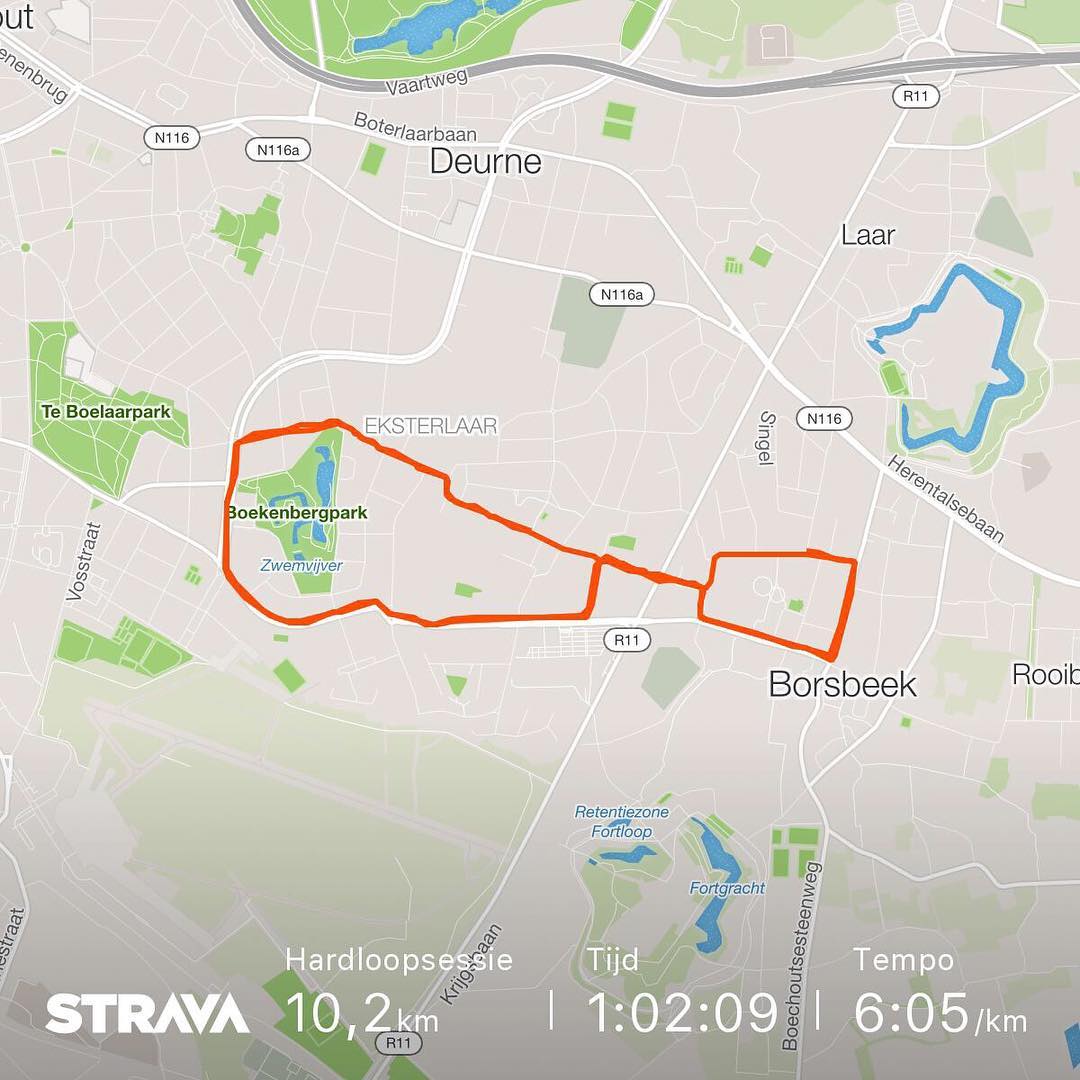 out
enenbrug
Vaartweg
R11
N116
Boterlaarbaan
N116a
Deurne
Laar
N116a
Te Boelaarpark
EKSTERLAAR
Singel
N116
Herentalsebaan
Boekenbergpark
Zwemvijver
Vosstraat
R11
Borsbeek
Rooib
Retentiezone
Fortloop
Fortgracht
Boechoutsesteenweg
estraat
Krijgsbaan
Hardloopsessie
Tijd
Tempo
STRAVA
10,2km | 1:02:09 | 6:05/km
R11